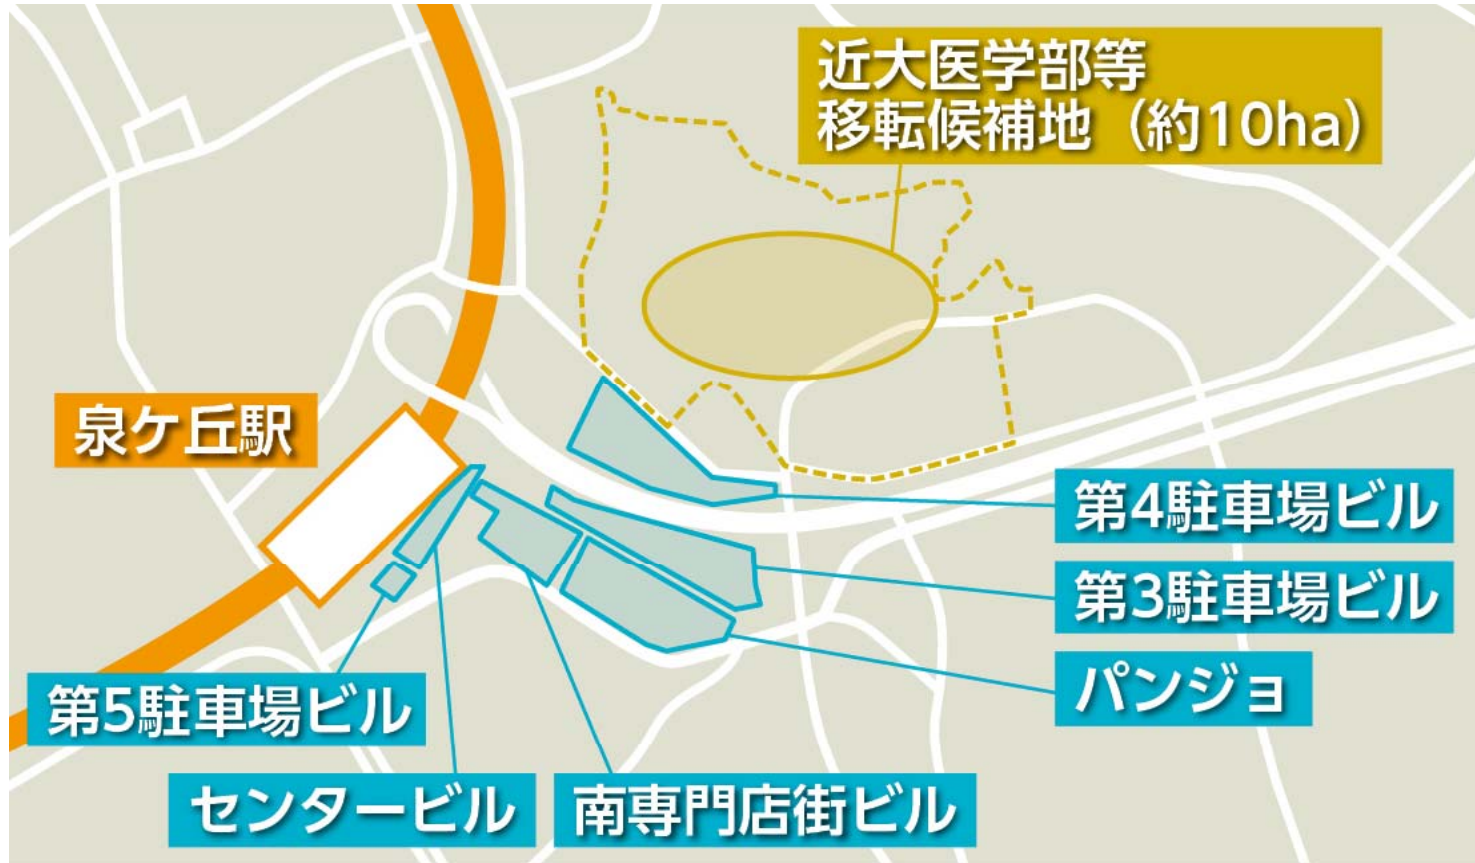 近大医学部等
移転候補地（約10ha）
泉ケ丘駅
第4駐車場ビル
第3駐車場ビル
パンジョ
第5駐車場ビル
センタービル
南専門店街ビル